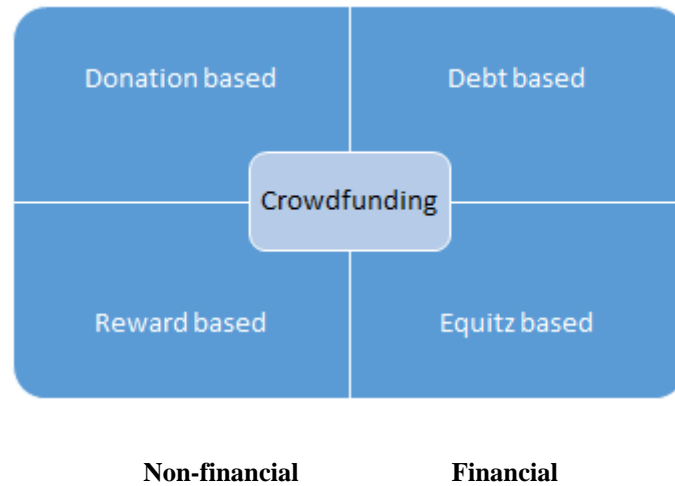 Donation based
Debt based
Crowdfunding
Reward based
Equitz based
Non-financial
Financial